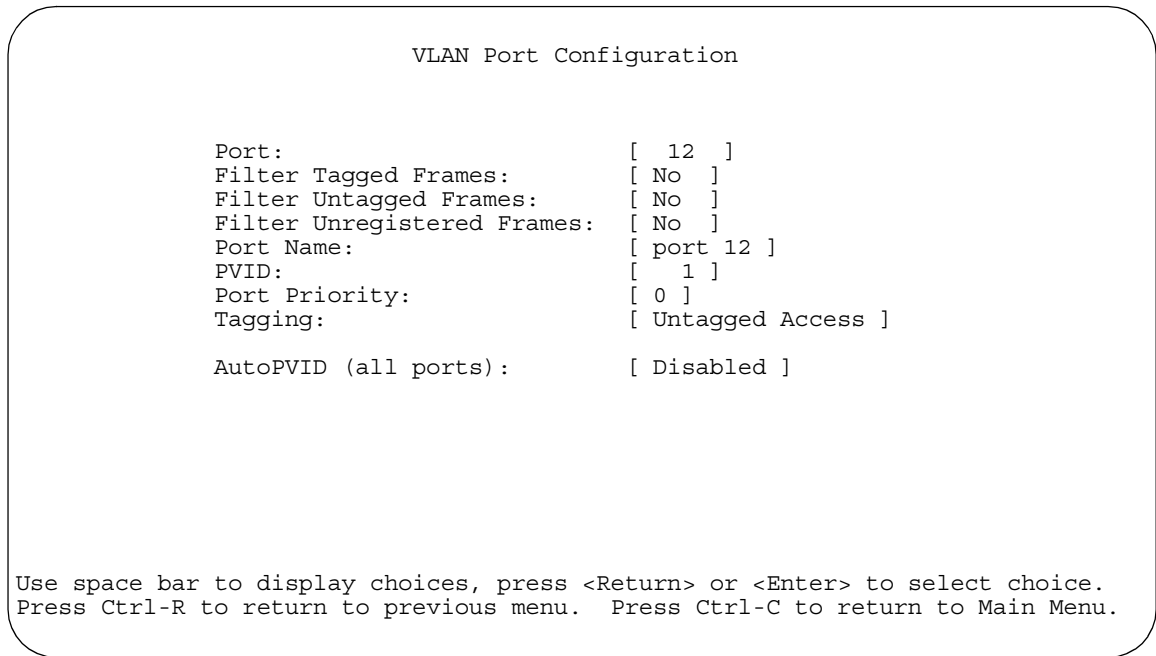 VLAN Port Configuration
Port: [ 12 ]
Filter Tagged Frames: [ No ]
Filter Untagged Frames: [ No ]
Filter Unregistered Frames: [ No ]
Port Name: [ port 12 ]
PVID: [ 1 ]
Port Priority: [ 0 ]
Tagging: [ Untagged Access ]
AutoPVID (all ports): [ Disabled ]
Use space bar to display choices, press <Return> or <Enter> to select choice.
Press Ctrl-R to return to previous menu. Press Ctrl-C to return to Main Menu.